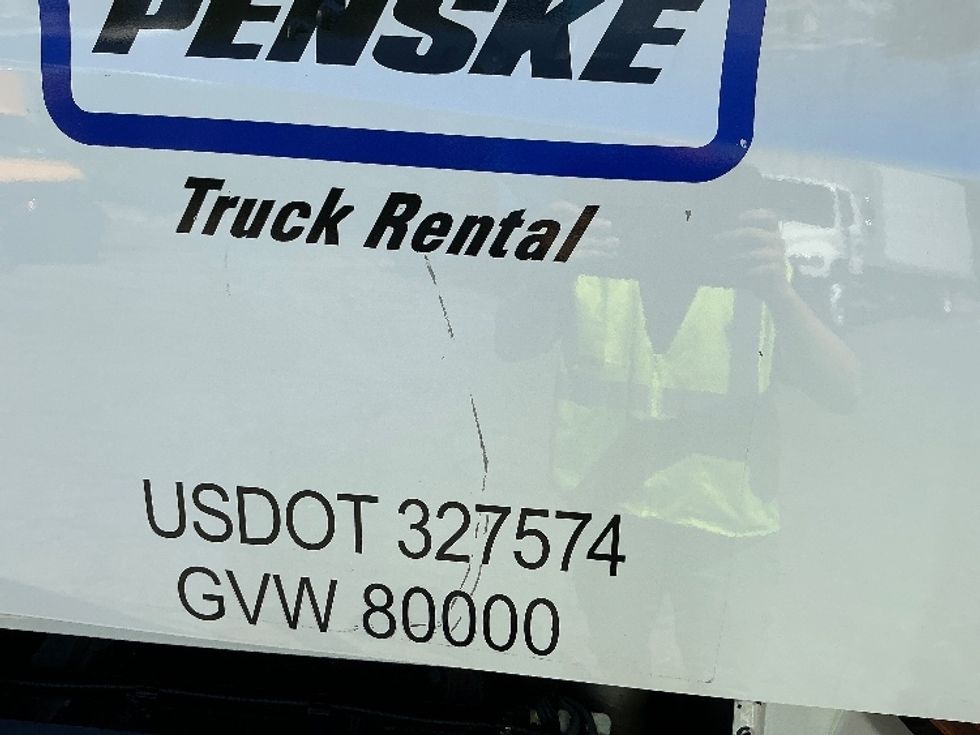 PENSKE
Truck Rental
USDOT 327574
GVW 80000